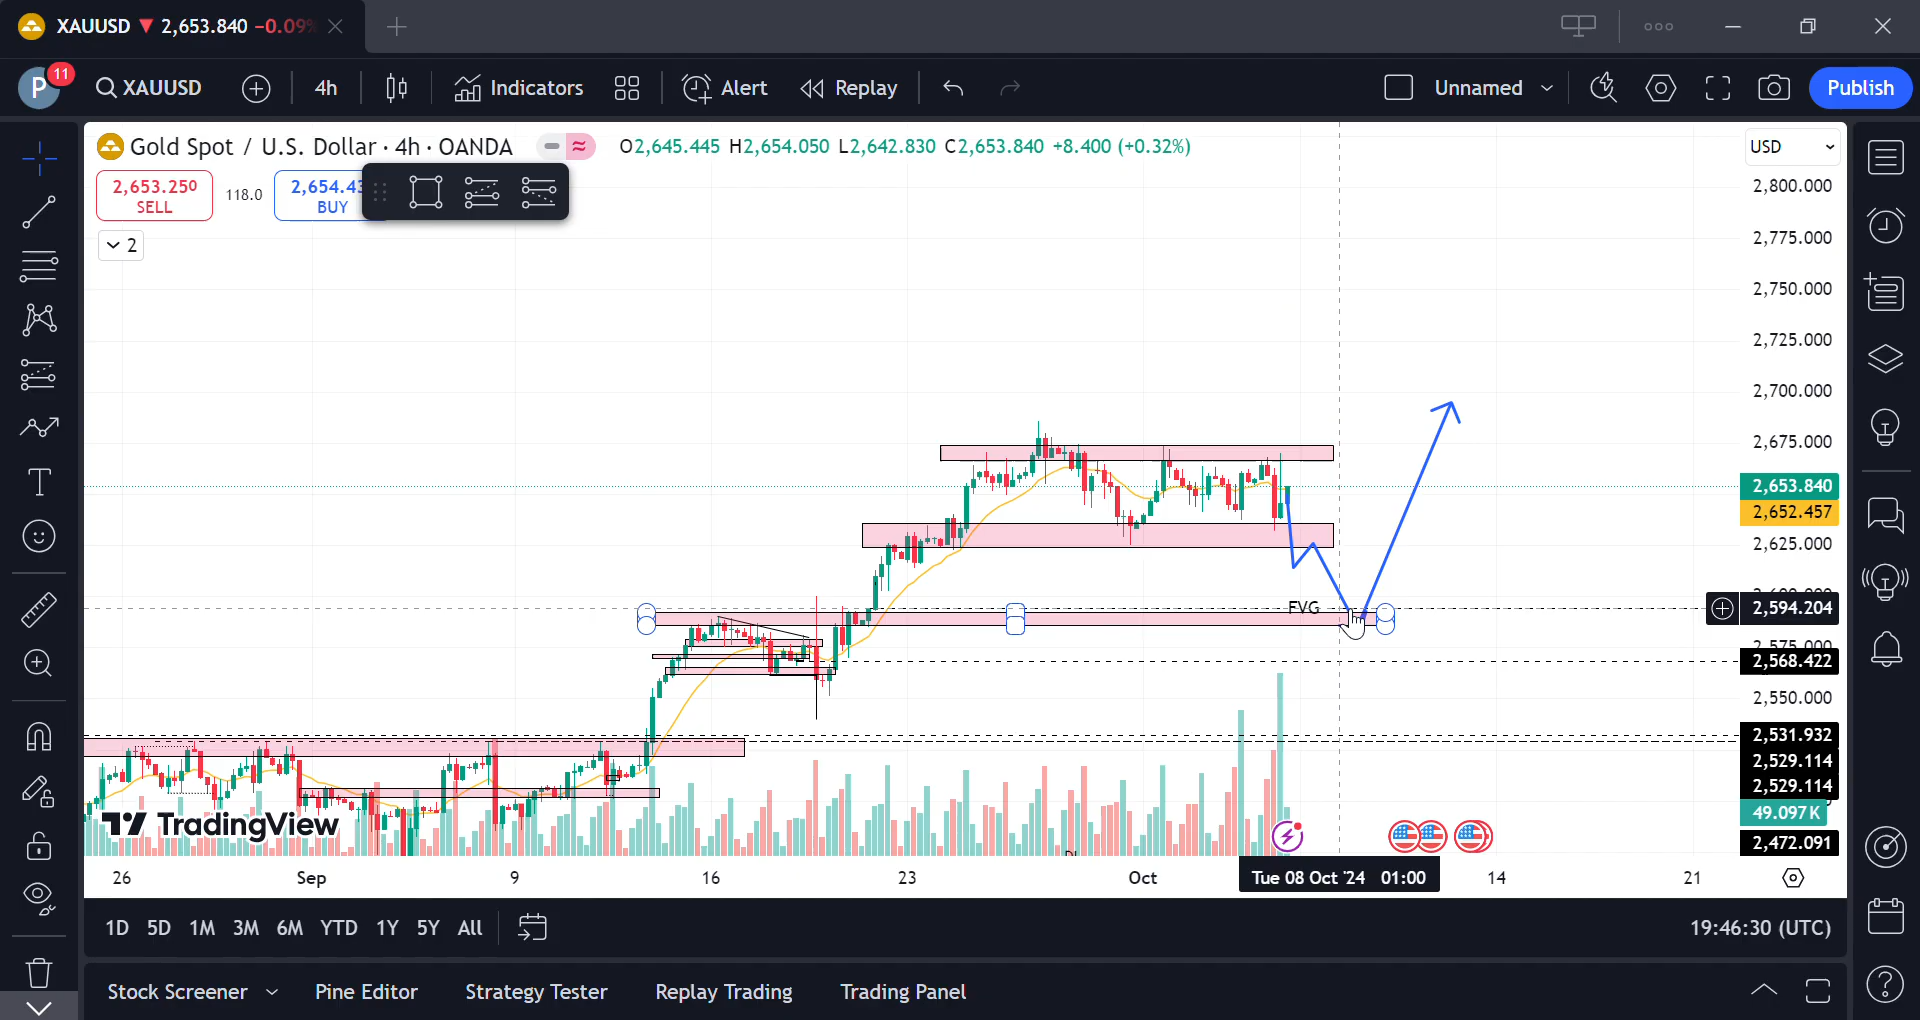 XAUUSD ▼ 2,653.840 −0.09%
P 11 XAUUSD 4h Indicators Alert Replay Unnamed Publish
Gold Spot / U.S. Dollar · 4h · OANDA O2,645.445 H2,654.050 L2,642.830 C2,653.840 +8.400 (+0.32%)
USD
2,653.250
SELL
118.0
2,654.43
BUY
2
2,800.000
2,775.000
2,750.000
2,725.000
2,700.000
2,675.000
2,653.840
2,652.457
2,625.000
FVG
2,594.204
2,575.000
2,568.422
2,550.000
2,531.932
2,529.114
2,529.114
49.097K
2,472.091
TradingView
26 Sep 9 16 23 Oct Tue 08 Oct '24 01:00 14 21
1D 5D 1M 3M 6M YTD 1Y 5Y All
19:46:30 (UTC)
Stock Screener Pine Editor Strategy Tester Replay Trading Trading Panel